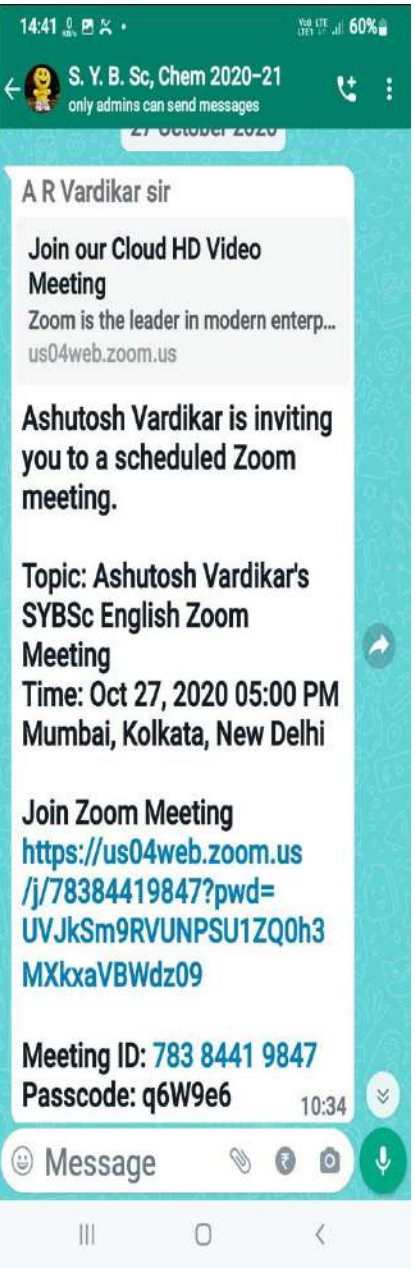 14:41 60%
S. Y. B. Sc, Chem 2020-21
only admins can send messages
27 October 2020
A R Vardikar sir
Join our Cloud HD Video
Meeting
Zoom is the leader in modern enterp...
us04web.zoom.us
Ashutosh Vardikar is inviting
you to a scheduled Zoom
meeting.
Topic: Ashutosh Vardikar's
SYBSc English Zoom
Meeting
Time: Oct 27, 2020 05:00 PM
Mumbai, Kolkata, New Delhi
Join Zoom Meeting
https://us04web.zoom.us
/j/78384419847?pwd=
UVJkSm9RVUNPSU1ZQ0h3
MXkxaVBWdz09
Meeting ID: 783 8441 9847
Passcode: q6W9e6
10:34
Message